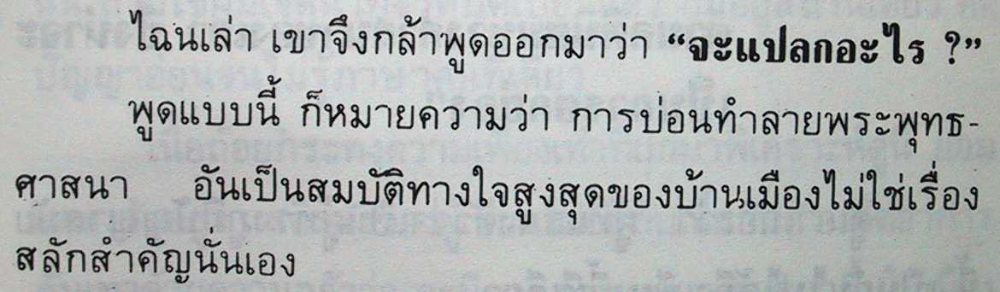 ไฉนเล่า เขาจึงกล้าพูดออกมาว่า “จะแปลกอะไร ?”
พูดแบบนี้ ก็หมายความว่า การบ่อนทำลายพระพุทธ-
ศาสนา อันเป็นสมบัติทางใจสูงสุดของบ้านเมืองไม่ใช่เรื่อง
สลักสำคัญนั่นเอง